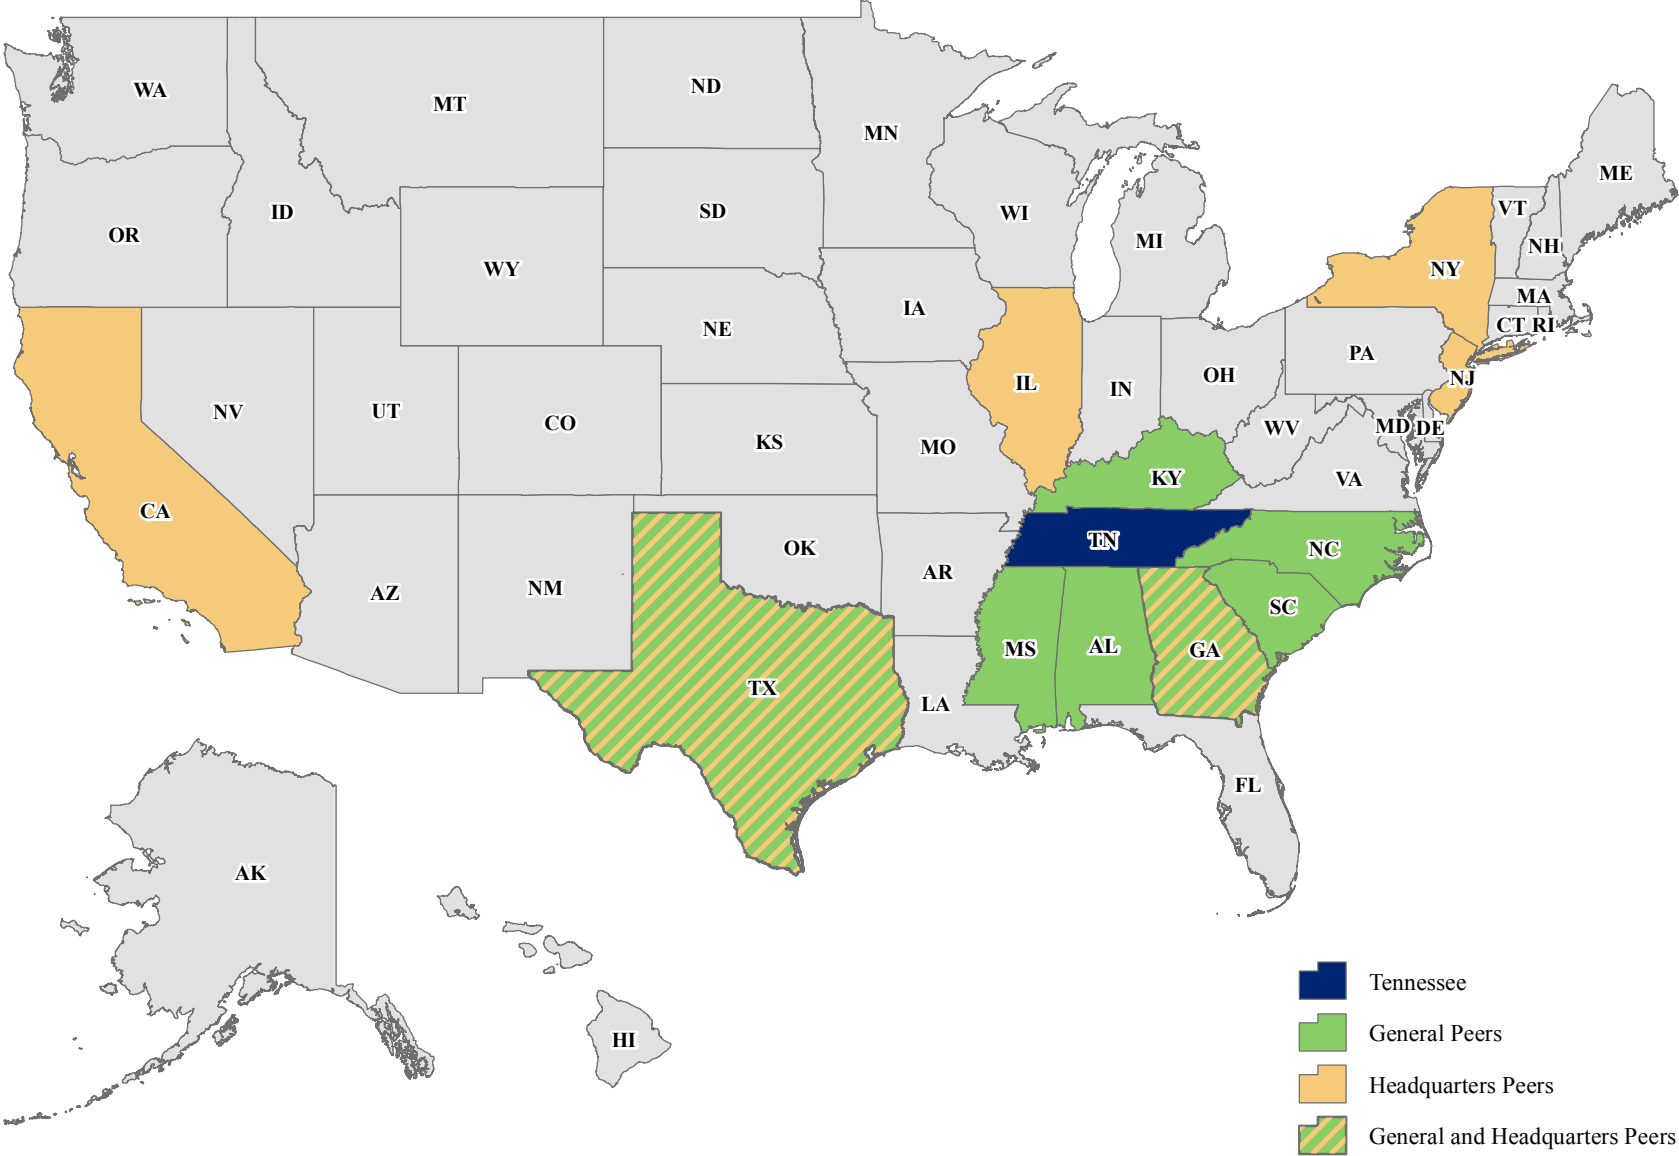 WA
MT
ND
MN
ME
OR
ID
SD
WI
MI
VT
NH
NY
WY
MA
IA
NE
CT
RI
PA
IL
IN
OH
NJ
NV
UT
CO
KS
MO
WV
MD
DE
KY
VA
CA
OK
TN
NC
AZ
NM
AR
SC
MS
AL
GA
TX
LA
FL
AK
HI
Tennessee
General Peers
Headquarters Peers
General and Headquarters Peers